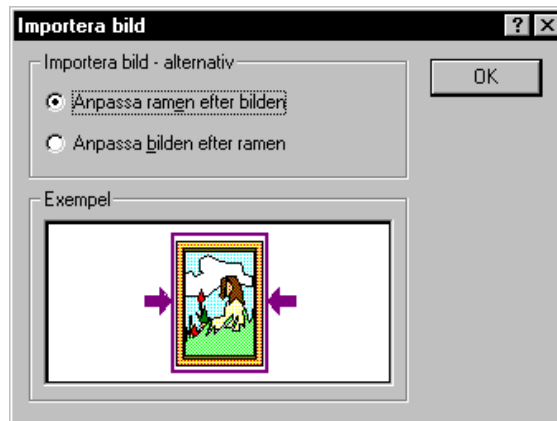 Importera bild
Importera bild - alternativ
OK
Anpassa ramen efter bilden
Anpassa bilden efter ramen
Exempel